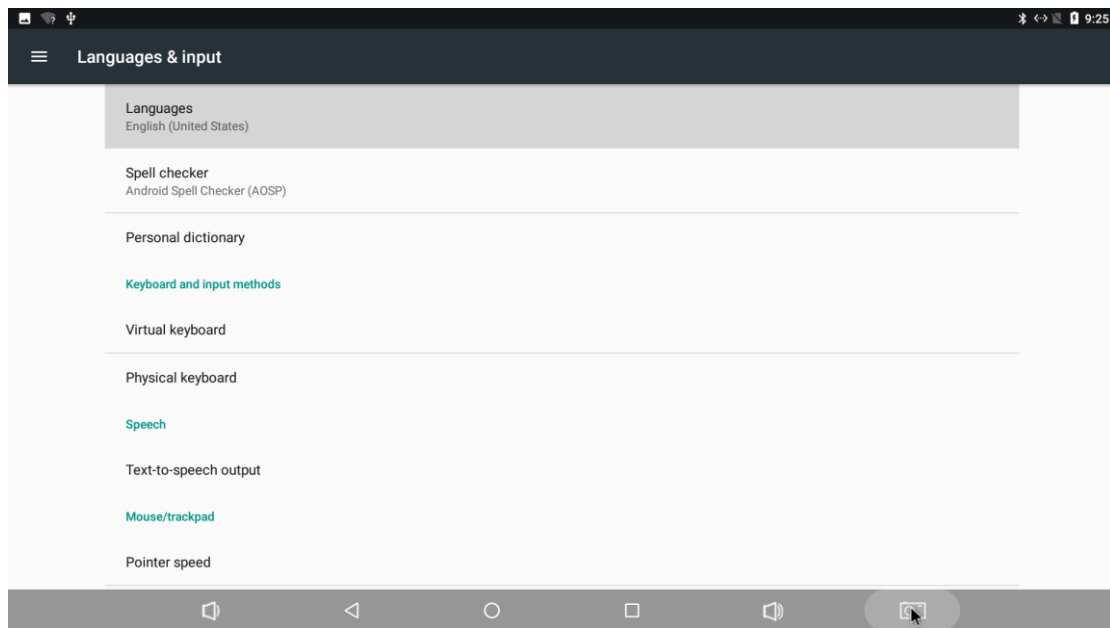 9:25
Languages & input
Languages
English (United States)
Spell checker
Android Spell Checker (AOSP)
Personal dictionary
Keyboard and input methods
Virtual keyboard
Physical keyboard
Speech
Text-to-speech output
Mouse/trackpad
Pointer speed